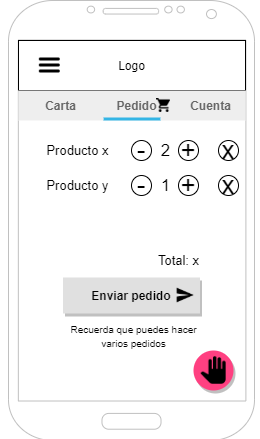 Logo
Carta Pedido Cuenta
Producto x - 2 + X
Producto y - 1 + X
Total: x
Enviar pedido
Recuerda que puedes hacer
varios pedidos